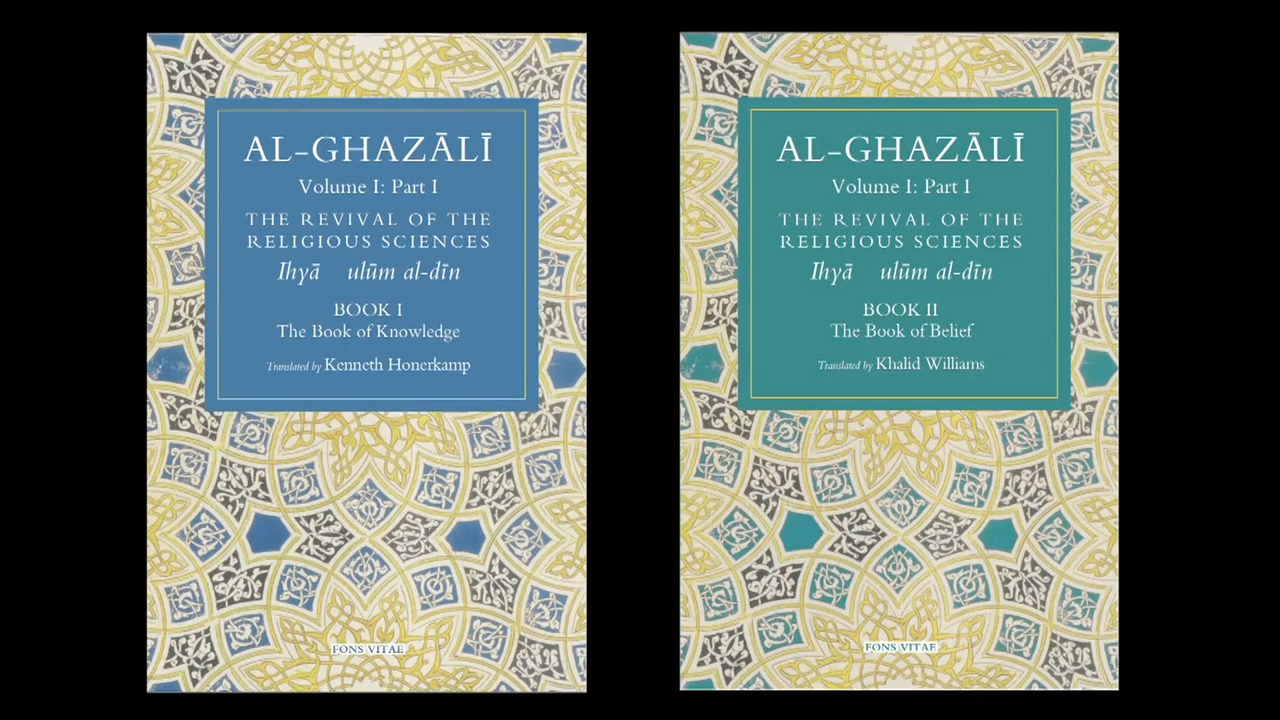 AL-GHAZĀLĪ
Volume I: Part I
THE REVIVAL OF THE
RELIGIOUS SCIENCES
Ihyā ulūm al-dīn
BOOK I
The Book of Knowledge
Translated by Kenneth Honerkamp
FONS VITAE
AL-GHAZĀLĪ
Volume I: Part I
THE REVIVAL OF THE
RELIGIOUS SCIENCES
Ihyā ulūm al-dīn
BOOK II
The Book of Belief
Translated by Khalid Williams
FONS VITAE